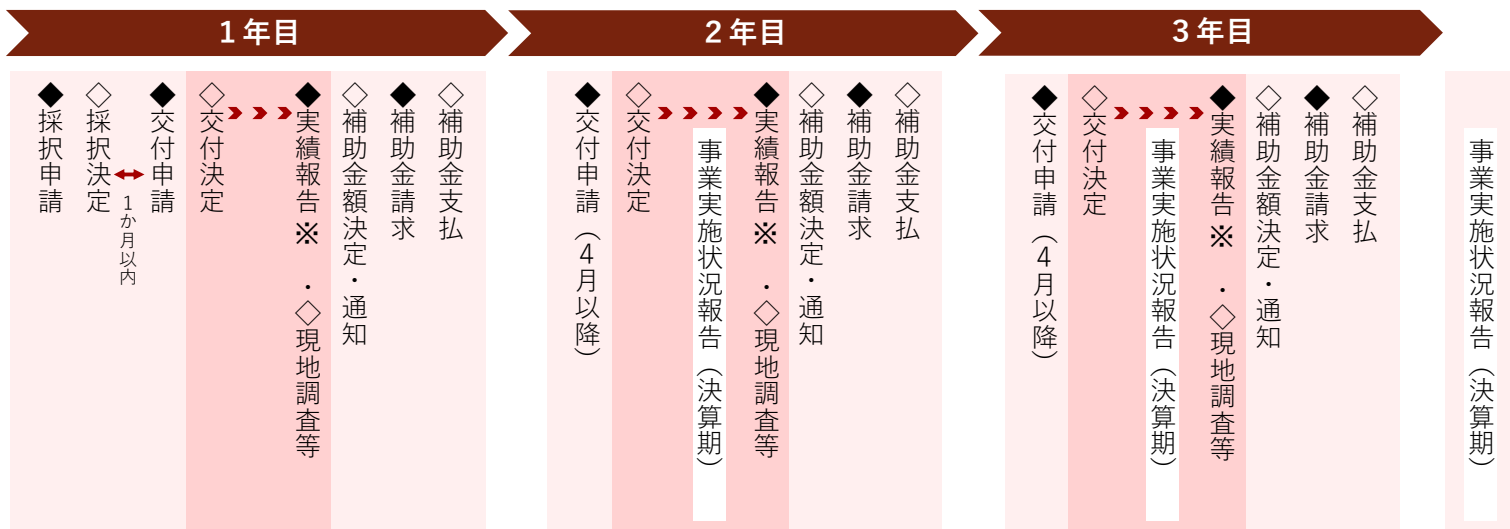 1年目
◆採択申請
◇採択決定
1か月以内
◆交付申請
◇交付決定
◆実績報告※・◇現地調査等
◇補助金額決定・通知
◆補助金請求
◇補助金支払
2年目
◆交付申請(4月以降)
◇交付決定
事業実施状況報告(決算期)
◆実績報告※・◇現地調査等
◇補助金額決定・通知
◆補助金請求
◇補助金支払
3年目
◆交付申請(4月以降)
◇交付決定
事業実施状況報告(決算期)
◆実績報告※・◇現地調査等
◇補助金額決定・通知
◆補助金請求
◇補助金支払
事業実施状況報告(決算期)